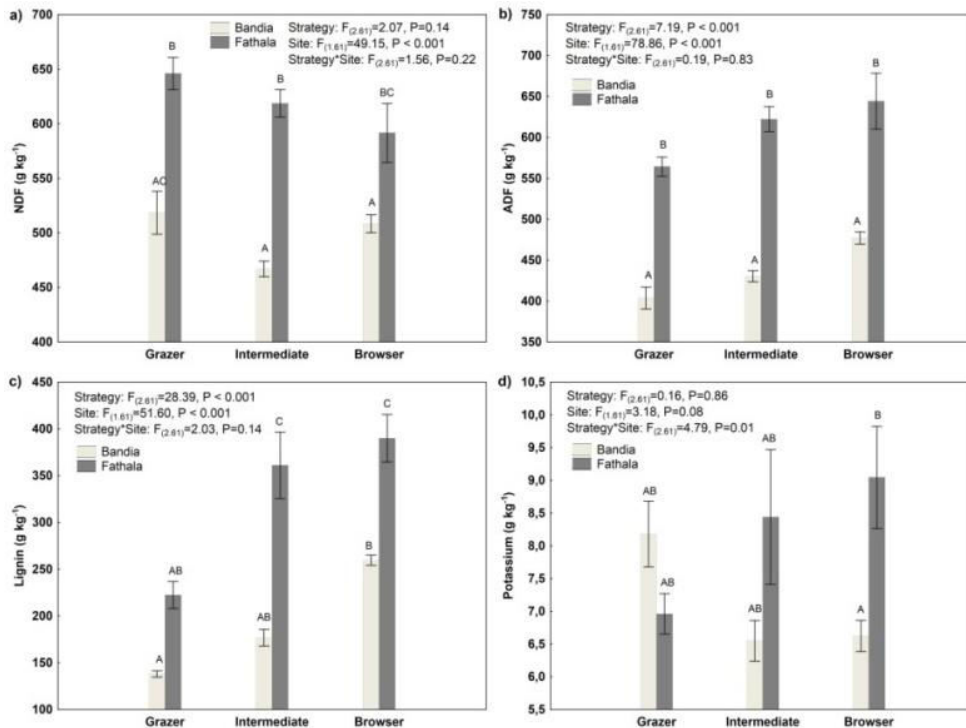 a)
Strategy: F(2.61)=2.07, P=0.14
Site: F(1.61)=49.15, P < 0.001
Strategy*Site: F(2.61)=1.56, P=0.22
Bandia
Fathala
NDF (g kg-1)
700
650
600
550
500
450
400
AC
B
A
B
A
BC
Grazer
Intermediate
Browser
b)
Strategy: F(2.61)=7.19, P < 0.001
Site: F(1.61)=78.86, P < 0.001
Strategy*Site: F(2.61)=0.19, P=0.83
Bandia
Fathala
ADF (g kg-1)
750
700
650
600
550
500
450
400
350
A
B
A
B
A
B
Grazer
Intermediate
Browser
c)
Strategy: F(2.61)=28.39, P < 0.001
Site: F(1.61)=51.60, P < 0.001
Strategy*Site: F(2.61)=2.03, P=0.14
Bandia
Fathala
Lignin (g kg-1)
450
400
350
300
250
200
150
100
A
AB
AB
C
B
C
Grazer
Intermediate
Browser
d)
Strategy: F(2.61)=0.16, P=0.86
Site: F(1.61)=3.18, P=0.08
Strategy*Site: F(2.61)=4.79, P=0.01
Bandia
Fathala
Potassium (g kg-1)
10,5
10,0
9,5
9,0
8,5
8,0
7,5
7,0
6,5
6,0
5,5
AB
AB
AB
AB
A
B
Grazer
Intermediate
Browser